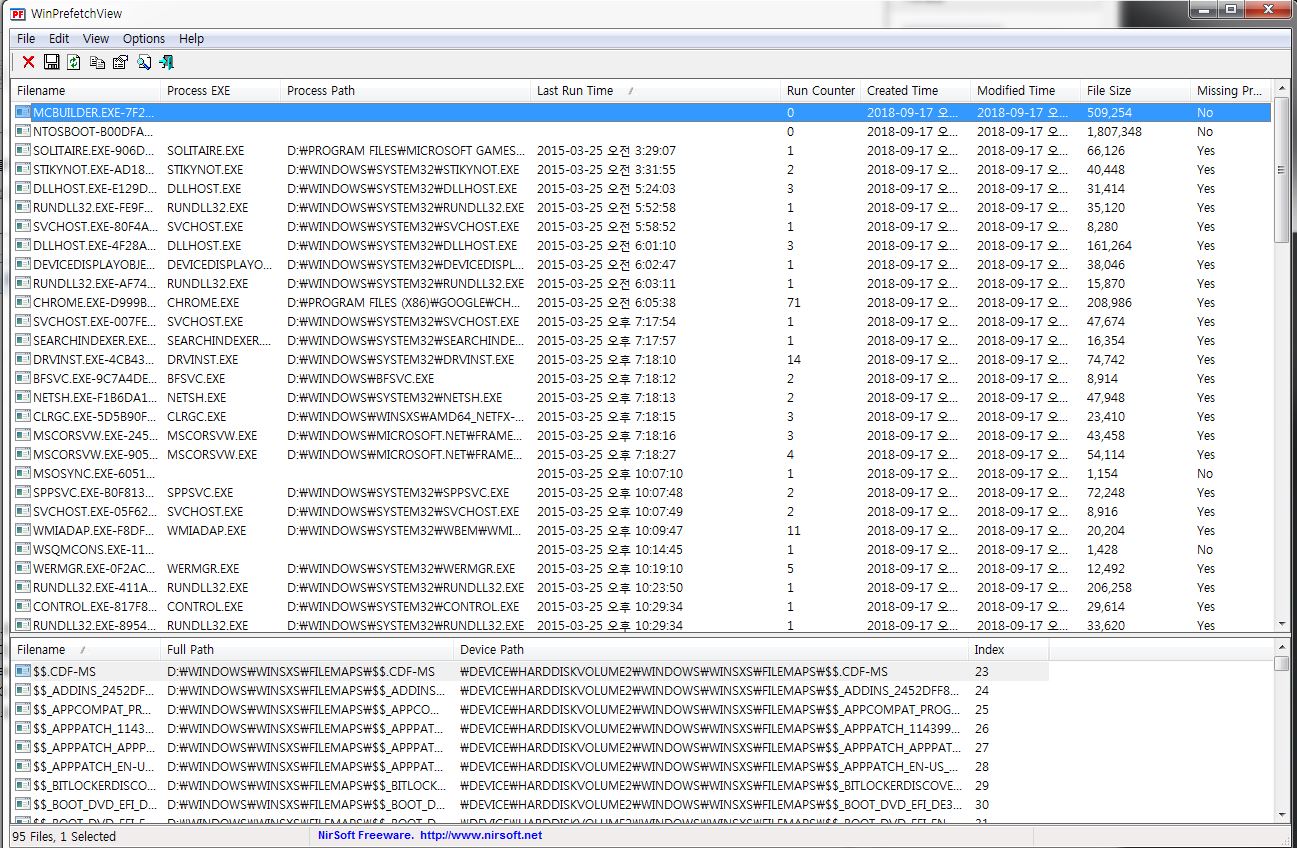 WinPrefetchView
File Edit View Options Help
Filename Process EXE Process Path Last Run Time / Run Counter Created Time Modified Time File Size Missing Pr...
MCBUILDER.EXE-7F2... 0 2018-09-17 오... 2018-09-17 오... 509,254 No
NTOSBOOT-B00DFA... 0 2018-09-17 오... 2018-09-17 오... 1,807,348 No
SOLITAIRE.EXE-906D... SOLITAIRE.EXE D:₩PROGRAM FILES₩MICROSOFT GAMES... 2015-03-25 오전 3:29:07 1 2018-09-17 오... 2018-09-17 오... 66,126 Yes
STIKYNOT.EXE-AD18... STIKYNOT.EXE D:₩WINDOWS₩SYSTEM32₩STIKYNOT.EXE 2015-03-25 오전 3:31:55 2 2018-09-17 오... 2018-09-17 오... 40,448 Yes
DLLHOST.EXE-E129D... DLLHOST.EXE D:₩WINDOWS₩SYSTEM32₩DLLHOST.EXE 2015-03-25 오전 5:24:03 3 2018-09-17 오... 2018-09-17 오... 31,414 Yes
RUNDLL32.EXE-FE9F... RUNDLL32.EXE D:₩WINDOWS₩SYSTEM32₩RUNDLL32.EXE 2015-03-25 오전 5:52:58 1 2018-09-17 오... 2018-09-17 오... 35,120 Yes
SVCHOST.EXE-80F4A... SVCHOST.EXE D:₩WINDOWS₩SYSTEM32₩SVCHOST.EXE 2015-03-25 오전 5:58:52 1 2018-09-17 오... 2018-09-17 오... 8,280 Yes
DLLHOST.EXE-4F28A... DLLHOST.EXE D:₩WINDOWS₩SYSTEM32₩DLLHOST.EXE 2015-03-25 오전 6:01:10 3 2018-09-17 오... 2018-09-17 오... 161,264 Yes
DEVICEDISPLAYOBJE... DEVICEDISPLAYO... D:₩WINDOWS₩SYSTEM32₩DEVICEDISPL... 2015-03-25 오전 6:02:47 1 2018-09-17 오... 2018-09-17 오... 38,046 Yes
RUNDLL32.EXE-AF74... RUNDLL32.EXE D:₩WINDOWS₩SYSTEM32₩RUNDLL32.EXE 2015-03-25 오전 6:03:11 1 2018-09-17 오... 2018-09-17 오... 15,870 Yes
CHROME.EXE-D999B... CHROME.EXE D:₩PROGRAM FILES (X86)₩GOOGLE₩CH... 2015-03-25 오전 6:05:38 71 2018-09-17 오... 2018-09-17 오... 208,986 Yes
SVCHOST.EXE-007FE... SVCHOST.EXE D:₩WINDOWS₩SYSTEM32₩SVCHOST.EXE 2015-03-25 오후 7:17:54 1 2018-09-17 오... 2018-09-17 오... 47,674 Yes
SEARCHINDEXER.EXE... SEARCHINDEXER.... D:₩WINDOWS₩SYSTEM32₩SEARCHINDE... 2015-03-25 오후 7:17:57 1 2018-09-17 오... 2018-09-17 오... 16,354 Yes
DRVINST.EXE-4CB43... DRVINST.EXE D:₩WINDOWS₩SYSTEM32₩DRVINST.EXE 2015-03-25 오후 7:18:10 14 2018-09-17 오... 2018-09-17 오... 74,742 Yes
BFSVC.EXE-9C7A4DE... BFSVC.EXE D:₩WINDOWS₩BFSVC.EXE 2015-03-25 오후 7:18:12 2 2018-09-17 오... 2018-09-17 오... 8,914 Yes
NETSH.EXE-F1B6DA1... NETSH.EXE D:₩WINDOWS₩SYSTEM32₩NETSH.EXE 2015-03-25 오후 7:18:13 2 2018-09-17 오... 2018-09-17 오... 47,948 Yes
CLRGC.EXE-5D5B90F... CLRGC.EXE D:₩WINDOWS₩WINSXS₩AMD64_NETFX-... 2015-03-25 오후 7:18:15 3 2018-09-17 오... 2018-09-17 오... 23,410 Yes
MSCORSVW.EXE-245... MSCORSVW.EXE D:₩WINDOWS₩MICROSOFT.NET₩FRAME... 2015-03-25 오후 7:18:16 3 2018-09-17 오... 2018-09-17 오... 43,458 Yes
MSCORSVW.EXE-905... MSCORSVW.EXE D:₩WINDOWS₩MICROSOFT.NET₩FRAME... 2015-03-25 오후 7:18:27 4 2018-09-17 오... 2018-09-17 오... 54,114 Yes
MSOSYNC.EXE-6051... 2015-03-25 오후 10:07:10 1 2018-09-17 오... 2018-09-17 오... 1,154 No
SPPSVC.EXE-B0F813... SPPSVC.EXE D:₩WINDOWS₩SYSTEM32₩SPPSVC.EXE 2015-03-25 오후 10:07:48 2 2018-09-17 오... 2018-09-17 오... 72,248 Yes
SVCHOST.EXE-05F62... SVCHOST.EXE D:₩WINDOWS₩SYSTEM32₩SVCHOST.EXE 2015-03-25 오후 10:07:49 2 2018-09-17 오... 2018-09-17 오... 8,916 Yes
WMIADAP.EXE-F8DF... WMIADAP.EXE D:₩WINDOWS₩SYSTEM32₩WBEM₩WMI... 2015-03-25 오후 10:09:47 11 2018-09-17 오... 2018-09-17 오... 20,204 Yes
WSQMCONS.EXE-11... 2015-03-25 오후 10:14:45 1 2018-09-17 오... 2018-09-17 오... 1,428 No
WERMGR.EXE-0F2AC... WERMGR.EXE D:₩WINDOWS₩SYSTEM32₩WERMGR.EXE 2015-03-25 오후 10:19:10 5 2018-09-17 오... 2018-09-17 오... 12,492 Yes
RUNDLL32.EXE-411A... RUNDLL32.EXE D:₩WINDOWS₩SYSTEM32₩RUNDLL32.EXE 2015-03-25 오후 10:23:50 1 2018-09-17 오... 2018-09-17 오... 206,258 Yes
CONTROL.EXE-817F8... CONTROL.EXE D:₩WINDOWS₩SYSTEM32₩CONTROL.EXE 2015-03-25 오후 10:29:34 1 2018-09-17 오... 2018-09-17 오... 29,614 Yes
RUNDLL32.EXE-8954... RUNDLL32.EXE D:₩WINDOWS₩SYSTEM32₩RUNDLL32.EXE 2015-03-25 오후 10:29:34 1 2018-09-17 오... 2018-09-17 오... 33,620 Yes
Filename / Full Path Device Path Index
$$.CDF-MS D:₩WINDOWS₩WINSXS₩FILEMAPS₩$$.CDF-MS ₩DEVICE₩HARDDISKVOLUME2₩WINDOWS₩WINSXS₩FILEMAPS₩$$.CDF-MS 23
$$_ADDINS_2452DF... D:₩WINDOWS₩WINSXS₩FILEMAPS₩$$_ADDINS... ₩DEVICE₩HARDDISKVOLUME2₩WINDOWS₩WINSXS₩FILEMAPS₩$$_ADDINS_2452DFF8... 24
$$_APPCOMPAT_PR... D:₩WINDOWS₩WINSXS₩FILEMAPS₩$$_APPCO... ₩DEVICE₩HARDDISKVOLUME2₩WINDOWS₩WINSXS₩FILEMAPS₩$$_APPCOMPAT_PROG... 25
$$_APPPATCH_1143... D:₩WINDOWS₩WINSXS₩FILEMAPS₩$$_APPPAT... ₩DEVICE₩HARDDISKVOLUME2₩WINDOWS₩WINSXS₩FILEMAPS₩$$_APPPATCH_114399... 26
$$_APPPATCH_APPP... D:₩WINDOWS₩WINSXS₩FILEMAPS₩$$_APPPAT... ₩DEVICE₩HARDDISKVOLUME2₩WINDOWS₩WINSXS₩FILEMAPS₩$$_APPPATCH_APPPAT... 27
$$_APPPATCH_EN-U... D:₩WINDOWS₩WINSXS₩FILEMAPS₩$$_APPPAT... ₩DEVICE₩HARDDISKVOLUME2₩WINDOWS₩WINSXS₩FILEMAPS₩$$_APPPATCH_EN-US_... 28
$$_BITLOCKERDISCO... D:₩WINDOWS₩WINSXS₩FILEMAPS₩$$_BITLOCK... ₩DEVICE₩HARDDISKVOLUME2₩WINDOWS₩WINSXS₩FILEMAPS₩$$_BITLOCKERDISCOVE... 29
$$_BOOT_DVD_EFI_D... D:₩WINDOWS₩WINSXS₩FILEMAPS₩$$_BOOT_D... ₩DEVICE₩HARDDISKVOLUME2₩WINDOWS₩WINSXS₩FILEMAPS₩$$_BOOT_DVD_EFI_DE3... 30
95 Files, 1 Selected NirSoft Freeware. http://www.nirsoft.net